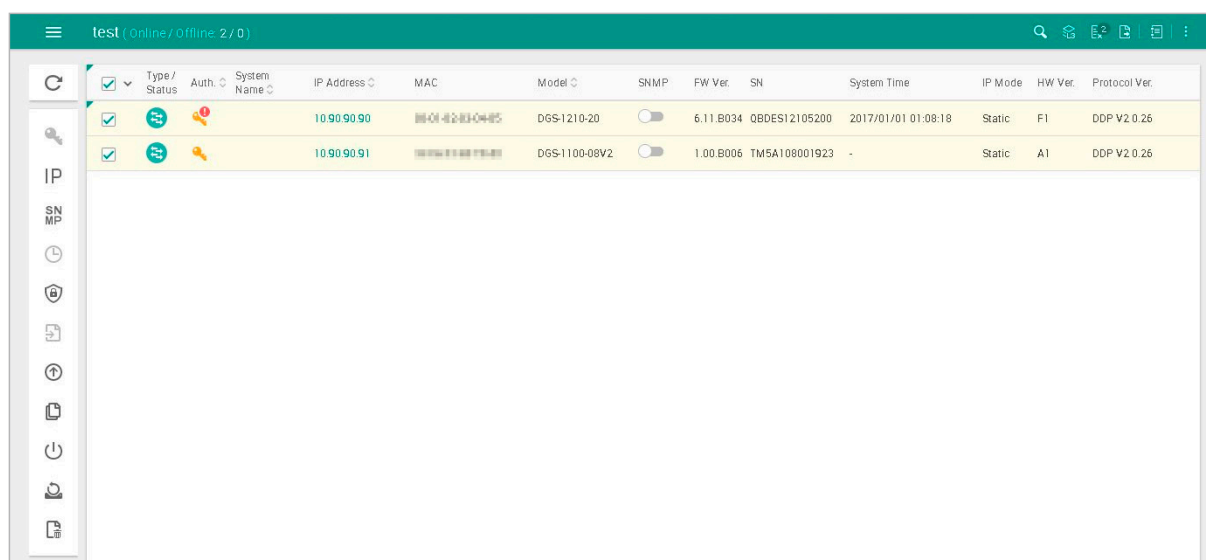 test (Online / Offline: 2 / 0)
2
Type / Status Auth. System Name IP Address MAC Model SNMP FW Ver. SN System Time IP Mode HW Ver. Protocol Ver.
10.90.90.90 DGS-1210-20 6.11.B034 QBDES12105200 2017/01/01 01:08:18 Static F1 DDP V2.0.26
10.90.90.91 DGS-1100-08V2 1.00.B006 TM5A108001923 - Static A1 DDP V2.0.26
IP
SN
MP